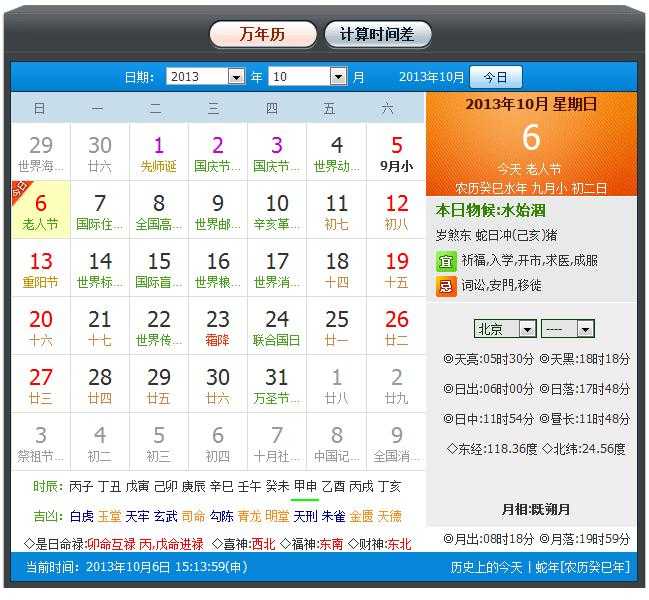 万年历 计算时间差
日期： 2013 年 10 月 2013年10月 今日
日 一 二 三 四 五 六
29 30 1 2 3 4 5
世界海... 廿六 先师诞 国庆节... 国庆节... 世界动... 9月小
今日
6 7 8 9 10 11 12
老人节 国际住... 全国高... 世界邮... 辛亥革... 初七 初八
13 14 15 16 17 18 19
重阳节 世界标... 国际盲... 世界粮... 世界消... 十四 十五
20 21 22 23 24 25 26
十六 十七 世界传... 霜降 联合国日 廿一 廿二
27 28 29 30 31 1 2
廿三 廿四 廿五 廿六 万圣节... 廿八 廿九
3 4 5 6 7 8 9
祭祖节... 初二 初三 初四 十月社... 中国记... 全国消...
时辰：丙子 丁丑 戊寅 己卯 庚辰 辛巳 壬午 癸未 甲申 乙酉 丙戌 丁亥
吉凶：白虎 玉堂 天牢 玄武 司命 勾陈 青龙 明堂 天刑 朱雀 金匮 天德
◇是日命禄:卯命互禄 丙,戊命进禄 ◇喜神:西北 ◇福神:东南 ◇财神:东北
2013年10月 星期日
6
今天 老人节
农历癸巳水年 九月小 初二日
本日物候:水始涸
岁煞东 蛇日冲(己亥)猪
宜 祈福,入学,开市,求医,成服
忌 词讼,安門,移徙
北京 ----
◎天亮:05时30分 ◎天黑:18时18分
◎日出:06时00分 ◎日落:17时48分
◎日中:11时54分 ◎昼长:11时48分
◇东经:118.36度 ◇北纬:24.56度
月相:既朔月
◎月出:08时18分 ◎月落:19时59分
当前时间：2013年10月6日 15:13:59(申) 历史上的今天 | 蛇年[农历癸巳年]